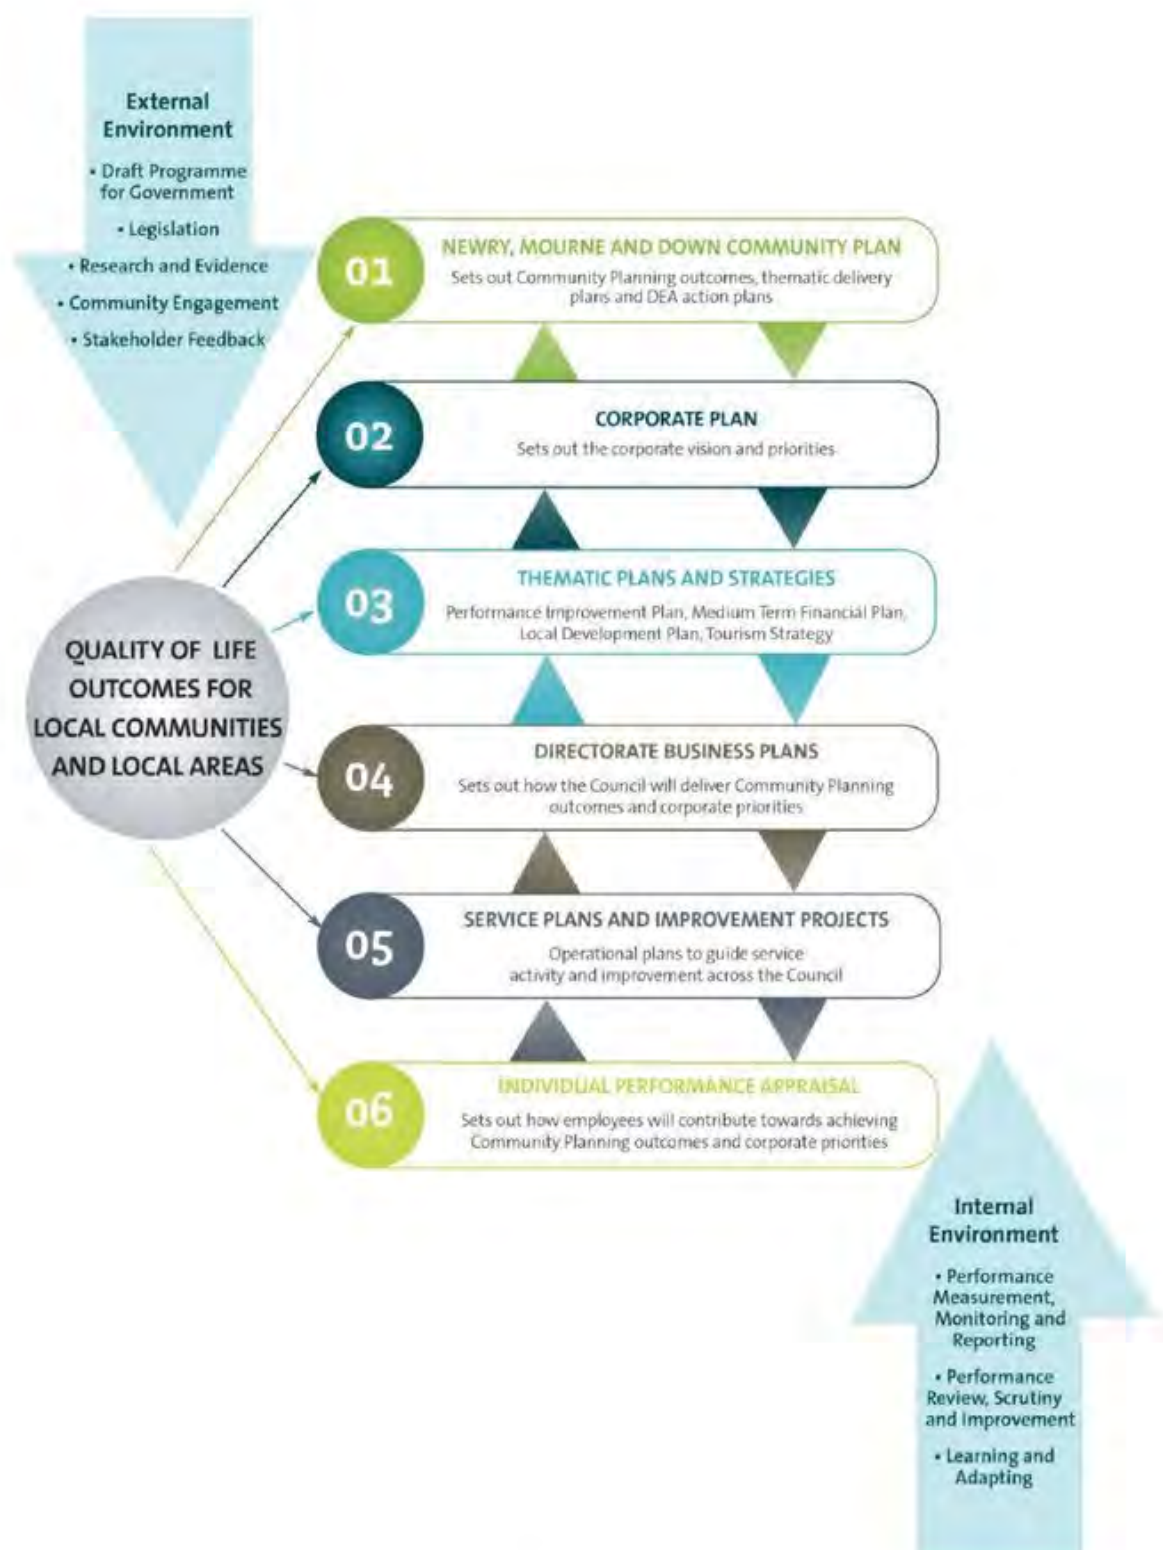 External
Environment
• Draft Programme
for Government
• Legislation
• Research and Evidence
• Community Engagement
• Stakeholder Feedback
01
NEWRY, MOURNE AND DOWN COMMUNITY PLAN
Sets out Community Planning outcomes, thematic delivery
plans and DEA action plans
02
CORPORATE PLAN
Sets out the corporate vision and priorities
03
THEMATIC PLANS AND STRATEGIES
Performance Improvement Plan, Medium Term Financial Plan,
Local Development Plan, Tourism Strategy
QUALITY OF LIFE
OUTCOMES FOR
LOCAL COMMUNITIES
AND LOCAL AREAS
04
DIRECTORATE BUSINESS PLANS
Sets out how the Council will deliver Community Planning
outcomes and corporate priorities
05
SERVICE PLANS AND IMPROVEMENT PROJECTS
Operational plans to guide service
activity and improvement across the Council
06
INDIVIDUAL PERFORMANCE APPRAISAL
Sets out how employees will contribute towards achieving
Community Planning outcomes and corporate priorities
Internal
Environment
• Performance
Measurement,
Monitoring and
Reporting
• Performance
Review, Scrutiny
and Improvement
• Learning and
Adapting